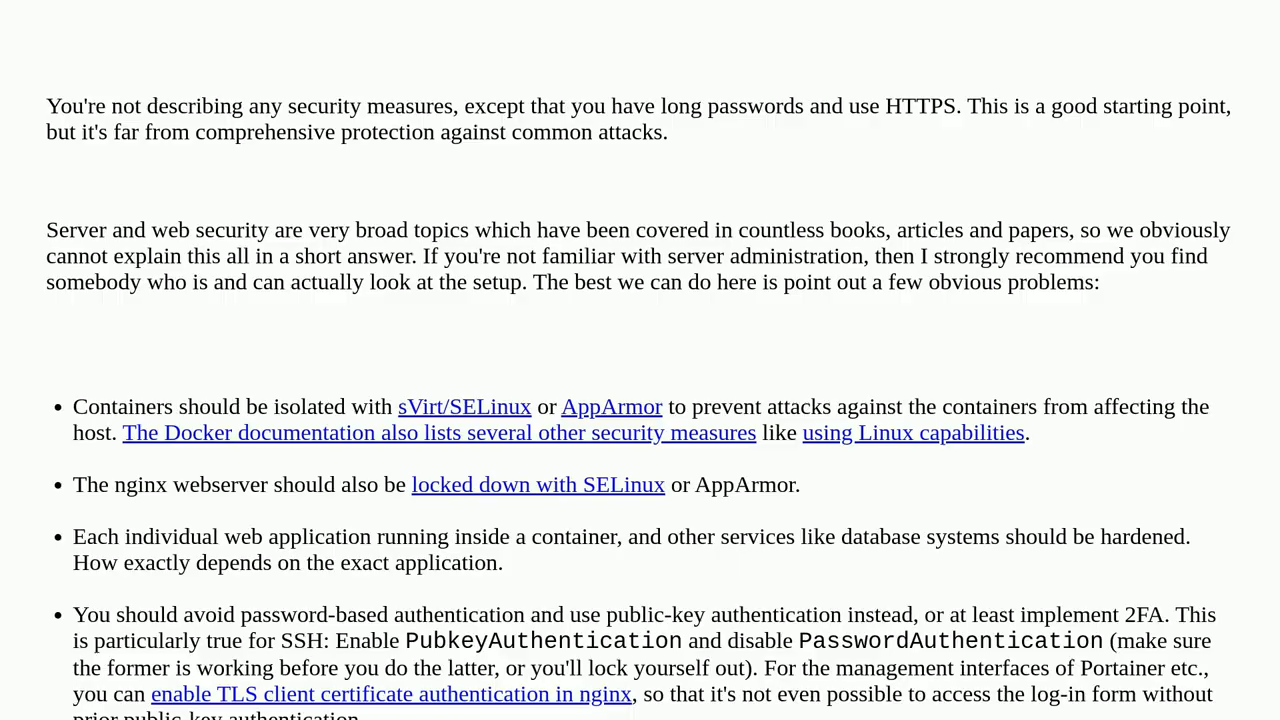 You're not describing any security measures, except that you have long passwords and use HTTPS. This is a good starting point,
but it's far from comprehensive protection against common attacks.
Server and web security are very broad topics which have been covered in countless books, articles and papers, so we obviously
cannot explain this all in a short answer. If you're not familiar with server administration, then I strongly recommend you find
somebody who is and can actually look at the setup. The best we can do here is point out a few obvious problems:
• Containers should be isolated with sVirt/SELinux or AppArmor to prevent attacks against the containers from affecting the
host. The Docker documentation also lists several other security measures like using Linux capabilities.
• The nginx webserver should also be locked down with SELinux or AppArmor.
• Each individual web application running inside a container, and other services like database systems should be hardened.
How exactly depends on the exact application.
• You should avoid password-based authentication and use public-key authentication instead, or at least implement 2FA. This
is particularly true for SSH: Enable PubkeyAuthentication and disable PasswordAuthentication (make sure
the former is working before you do the latter, or you'll lock yourself out). For the management interfaces of Portainer etc.,
you can enable TLS client certificate authentication in nginx, so that it's not even possible to access the log-in form without
prior public-key authentication.